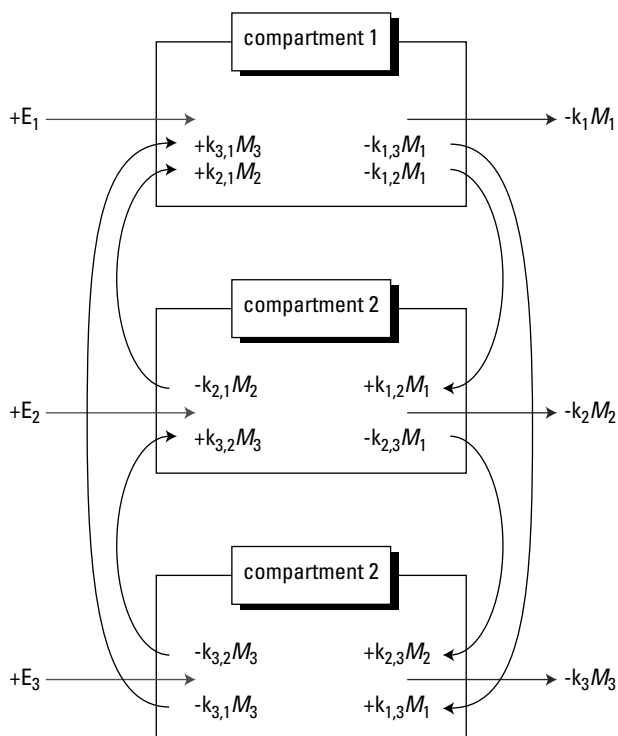 compartment 1
+E₁
-k₁M₁
+k₃,₁M₃
-k₁,₃M₁
+k₂,₁M₂
-k₁,₂M₁
compartment 2
-k₂,₁M₂
+k₁,₂M₁
+E₂
-k₂M₂
+k₃,₂M₃
-k₂,₃M₁
compartment 2
-k₃,₂M₃
+k₂,₃M₂
+E₃
-k₃M₃
-k₃,₁M₃
+k₁,₃M₁